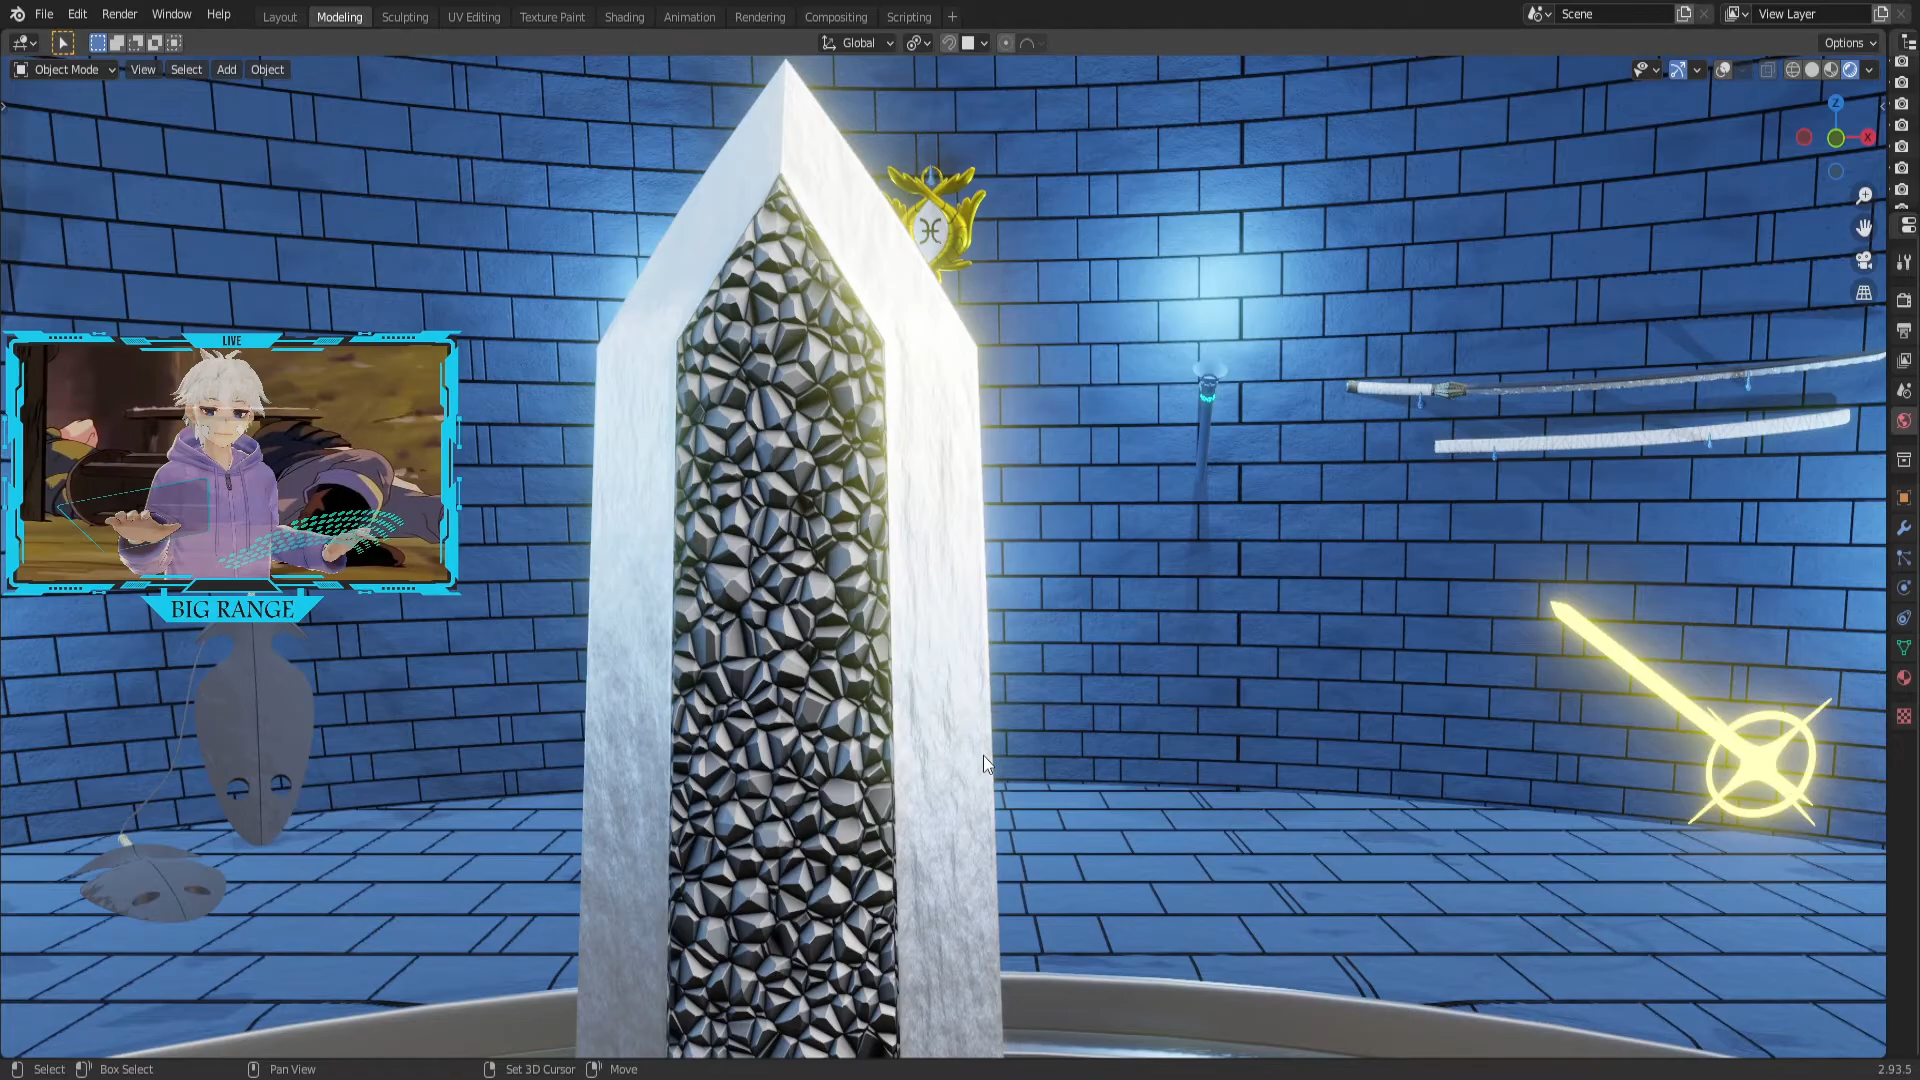 File Edit Render Window Help
Layout Modeling Sculpting UV Editing Texture Paint Shading Animation Rendering Compositing Scripting +
Scene
View Layer
Global
Options
Object Mode View Select Add Object
Z
X
LIVE
BIG RANGE
Select Box Select Pan View Set 3D Cursor Move
2.93.5